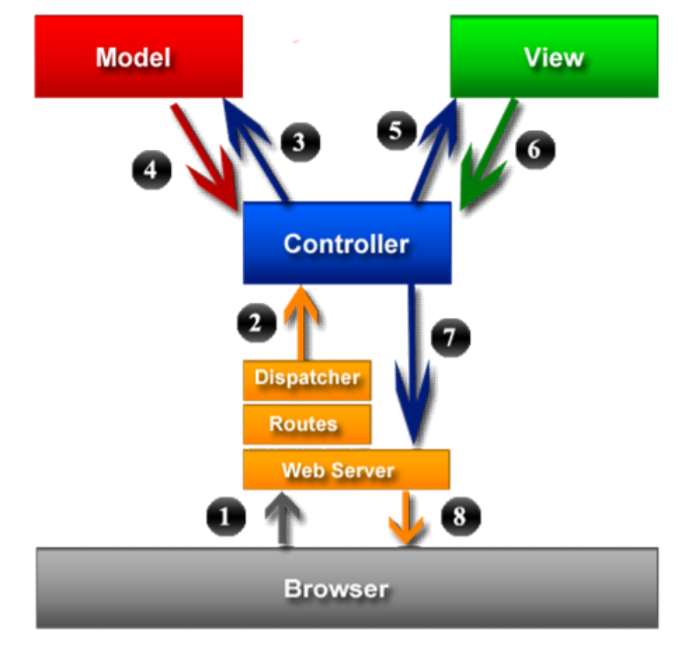 Model
View
3
5
4
6
Controller
2
7
Dispatcher
Routes
Web Server
1
8
Browser